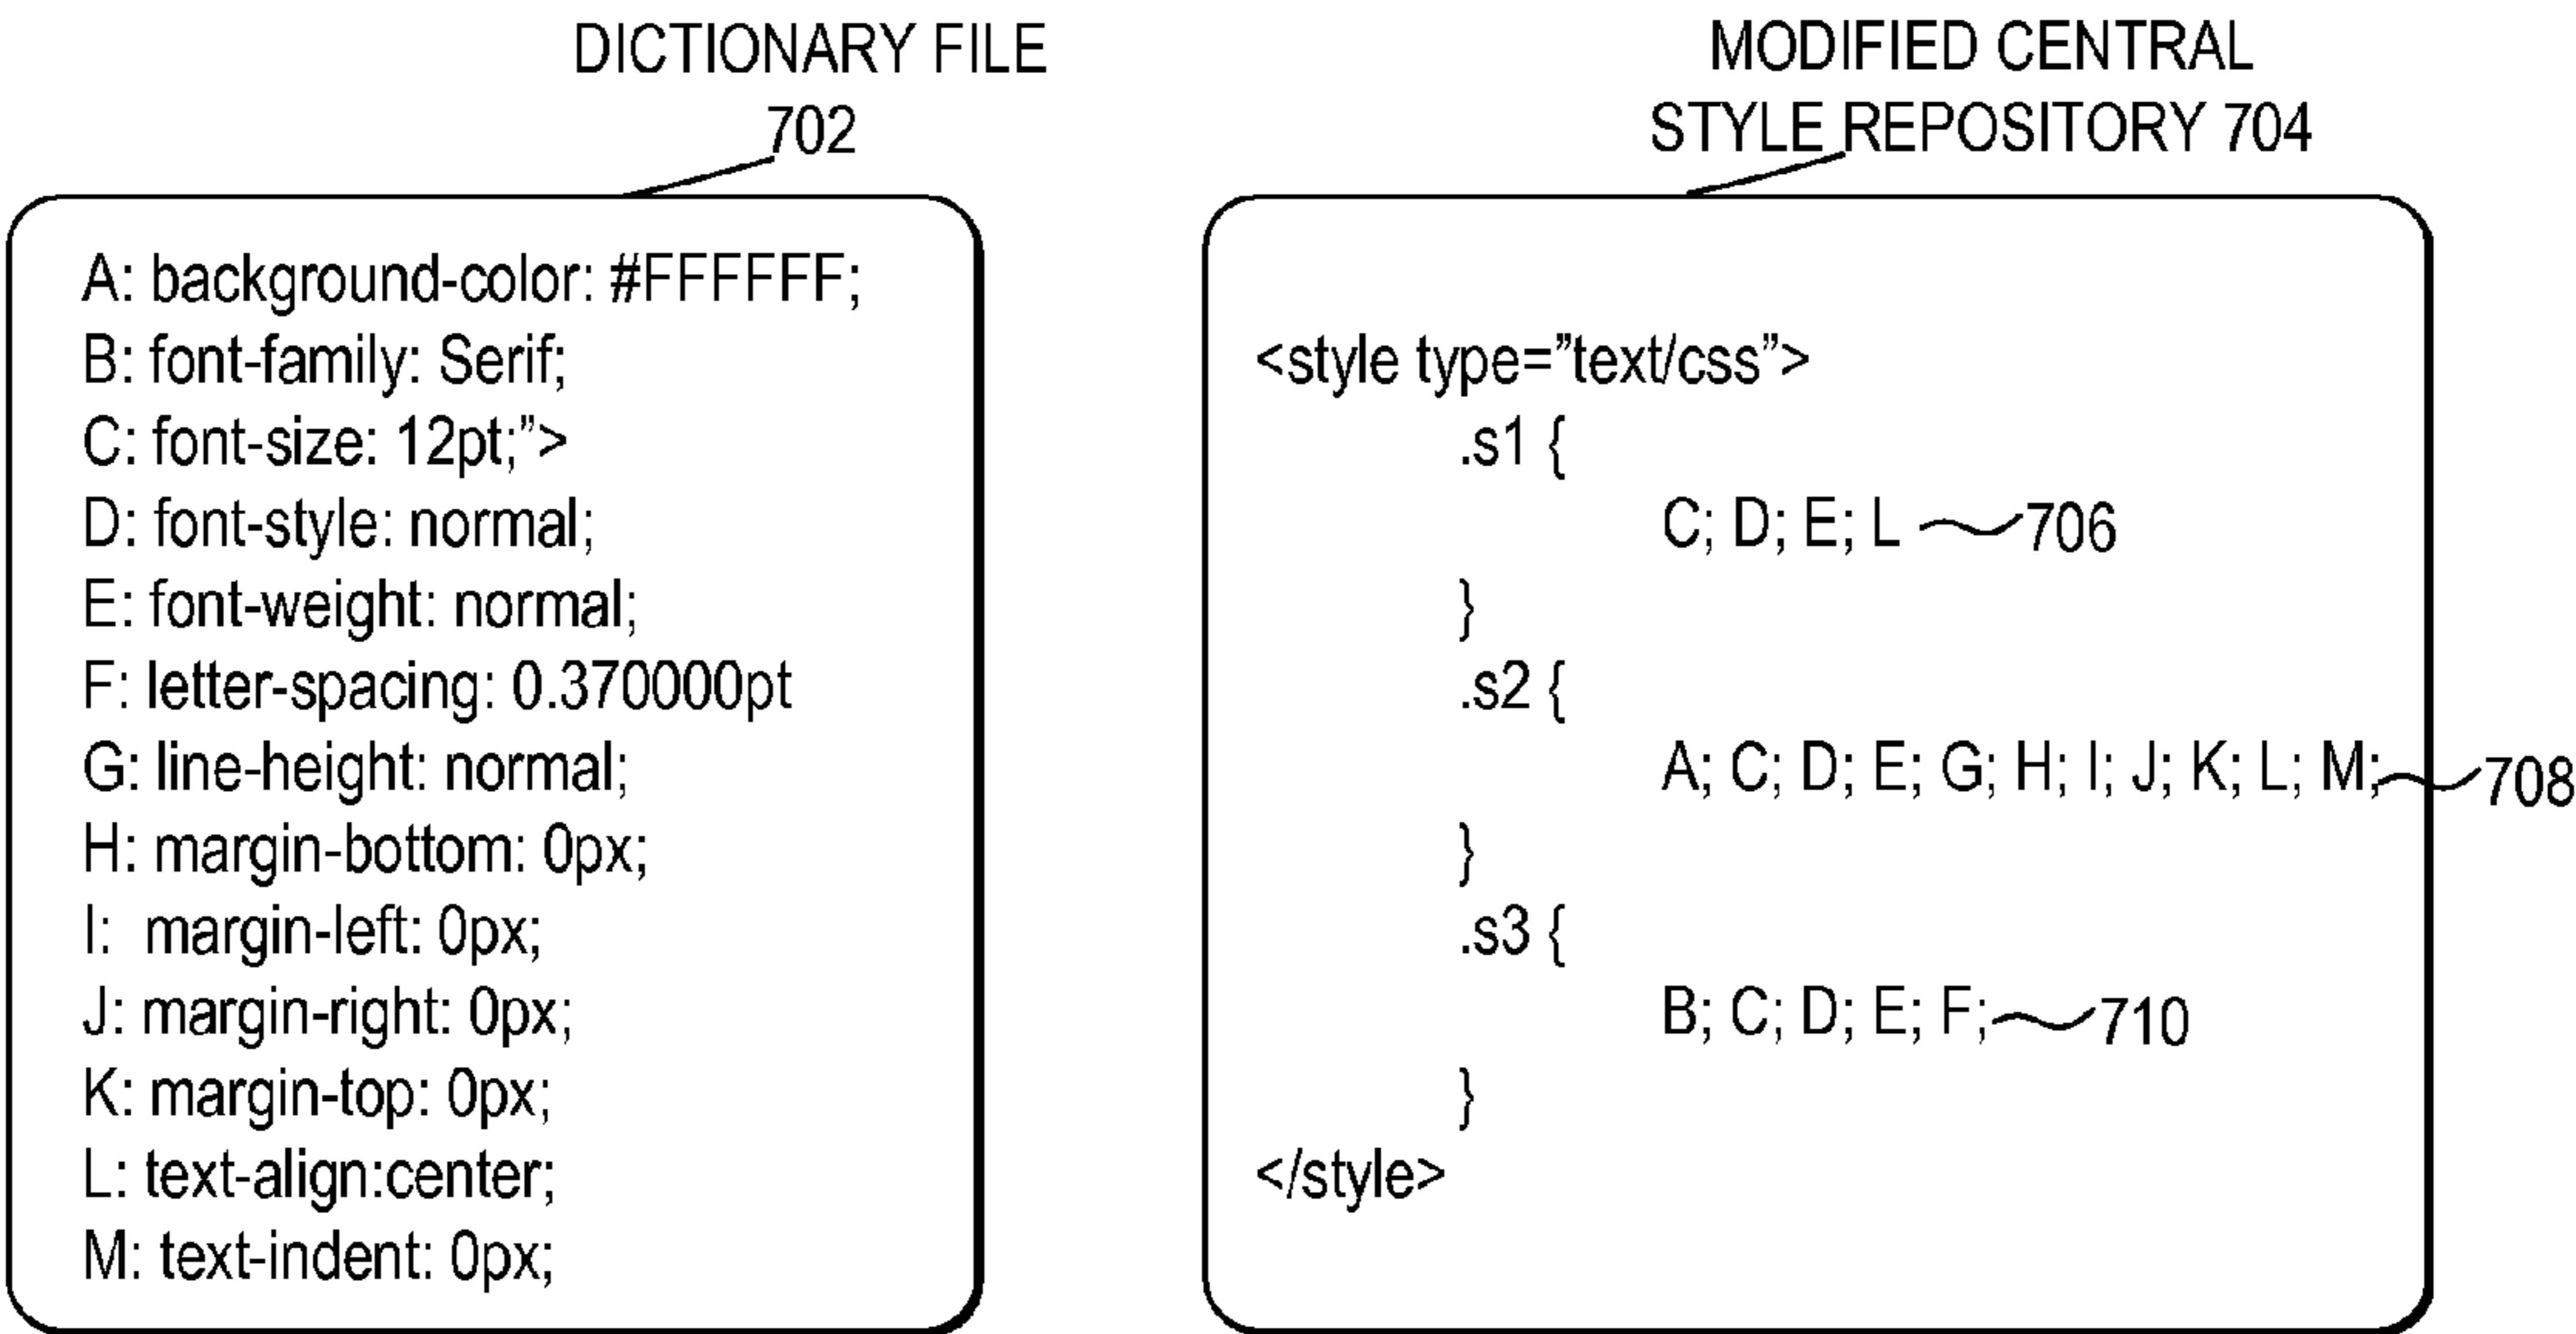 DICTIONARY FILE
702
A: background-color: #FFFFFF;
B: font-family: Serif;
C: font-size: 12pt;”>
D: font-style: normal;
E: font-weight: normal;
F: letter-spacing: 0.370000pt
G: line-height: normal;
H: margin-bottom: 0px;
I: margin-left: 0px;
J: margin-right: 0px;
K: margin-top: 0px;
L: text-align:center;
M: text-indent: 0px;
MODIFIED CENTRAL
STYLE REPOSITORY 704
<style type=”text/css”>
.s1 {
C; D; E; L 706
}
.s2 {
A; C; D; E; G; H; I; J; K; L; M; 708
}
.s3 {
B; C; D; E; F; 710
}
</style>